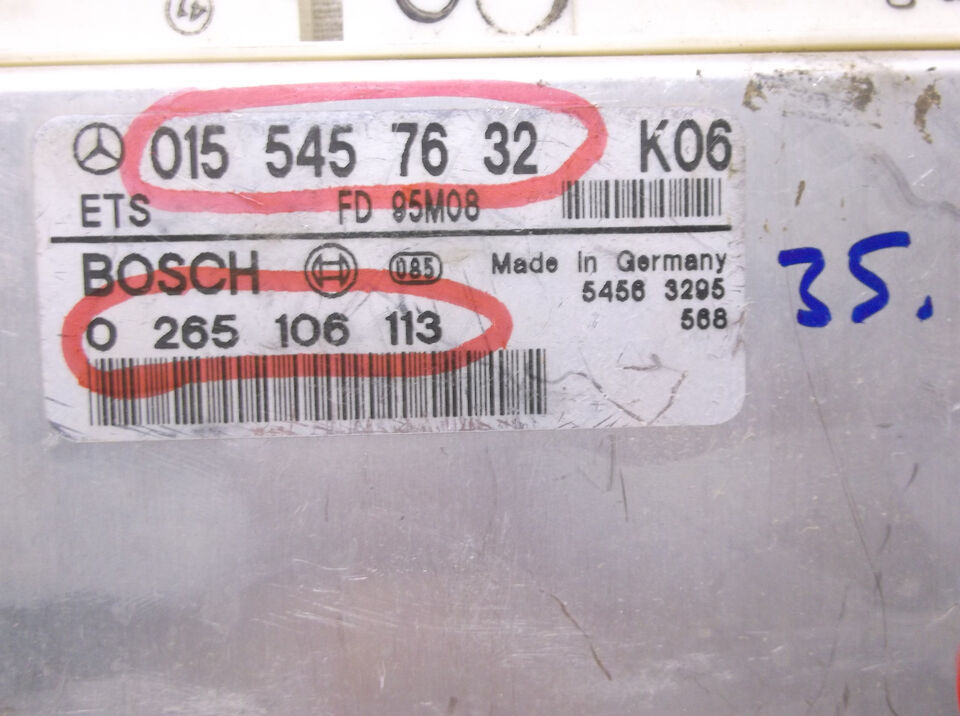 015 545 76 32 K06
ETS FD 95M08
BOSCH 085 Made in Germany
5456 3295
0 265 106 113 568
35.